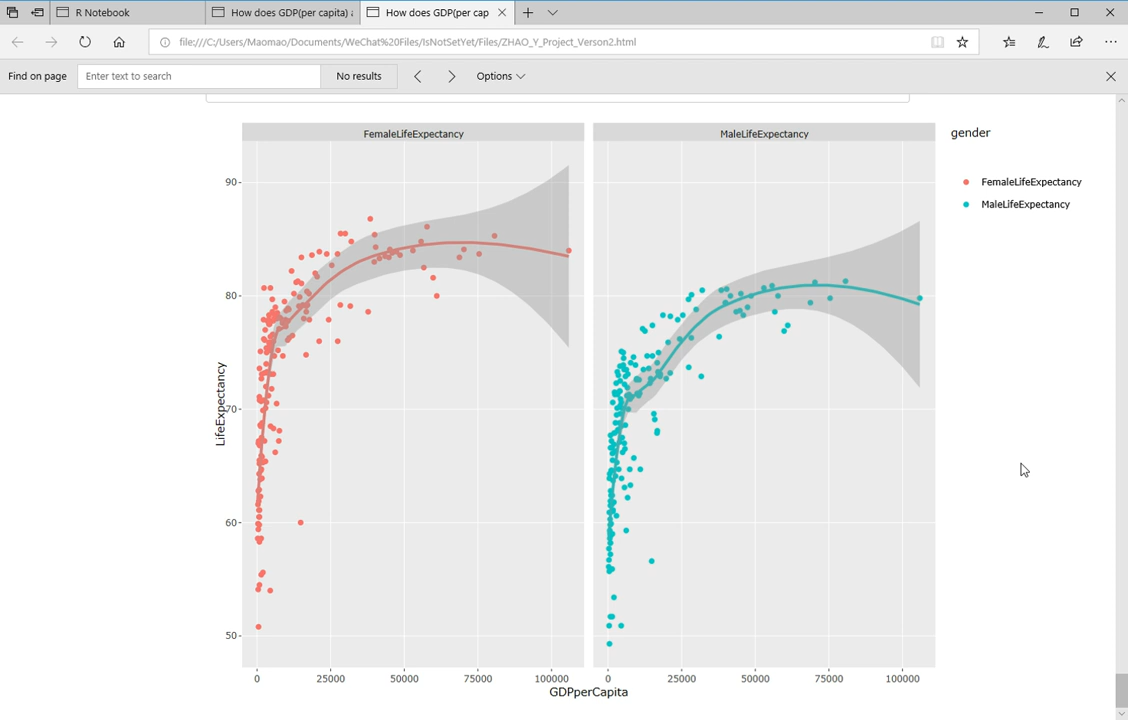 R Notebook
How does GDP(per capita) a
How does GDP(per cap
file:///C:/Users/Maomao/Documents/WeChat%20Files/IsNotSetYet/Files/ZHAO_Y_Project_Verson2.html
Find on page
Enter text to search
No results
Options
FemaleLifeExpectancy
MaleLifeExpectancy
gender
FemaleLifeExpectancy
MaleLifeExpectancy
LifeExpectancy
90
80
70
60
50
0
25000
50000
75000
100000
0
25000
50000
75000
100000
GDPperCapita